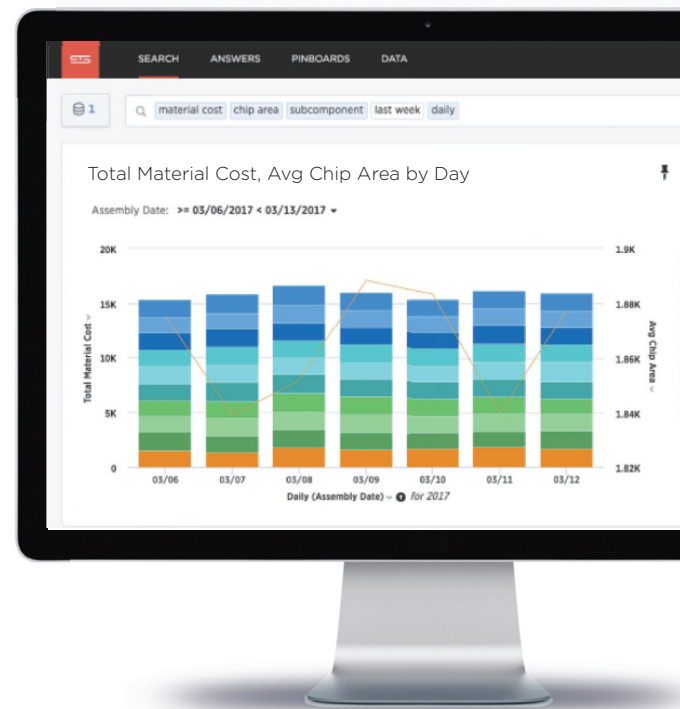 STS
SEARCH ANSWERS PINBOARDS DATA
1 material cost chip area subcomponent last week daily
Total Material Cost, Avg Chip Area by Day
Assembly Date: >= 03/06/2017 < 03/13/2017
20K 1.9K
15K 1.88K
10K 1.86K
5K 1.84K
0 1.82K
Total Material Cost
Avg Chip Area
03/06 03/07 03/08 03/09 03/10 03/11 03/12
Daily (Assembly Date) for 2017